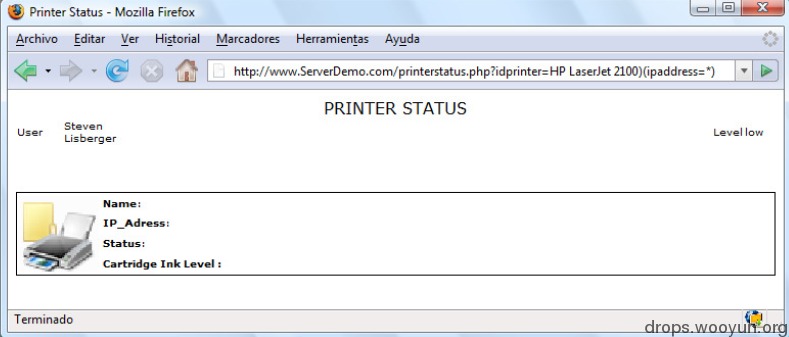 Printer Status - Mozilla Firefox
Archivo Editar Ver Historial Marcadores Herramientas Ayuda
http://www.ServerDemo.com/printerstatus.php?idprinter=HP LaserJet 2100)(ipaddress=*)
PRINTER STATUS
User Steven Lisberger Level low
Name:
IP_Adress:
Status:
Cartridge Ink Level :
Terminado
drops.wooyun.org